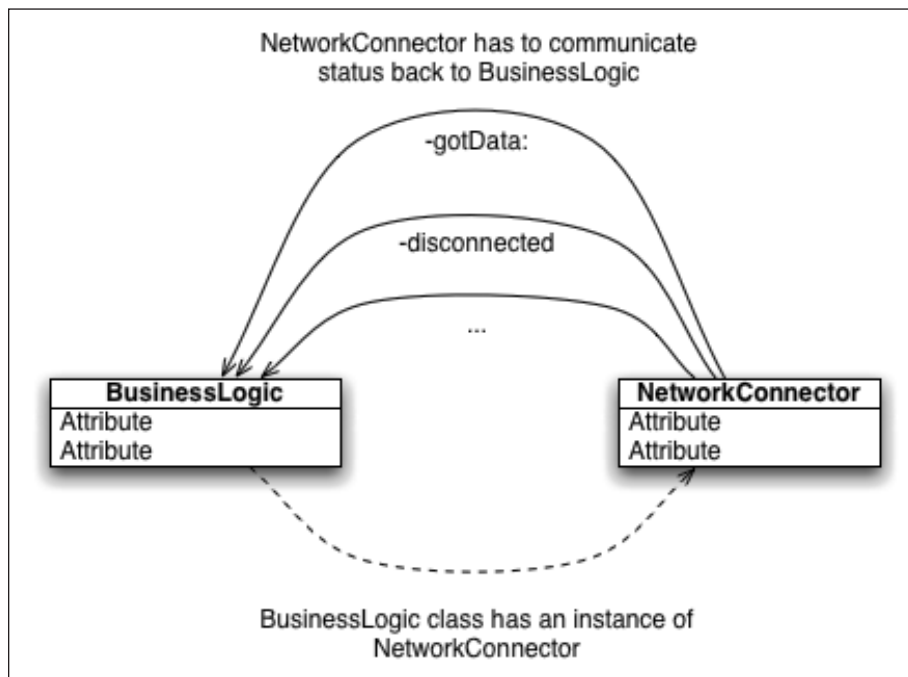 NetworkConnector has to communicate
status back to BusinessLogic
-gotData:
-disconnected
...
BusinessLogic
Attribute
Attribute
NetworkConnector
Attribute
Attribute
BusinessLogic class has an instance of
NetworkConnector